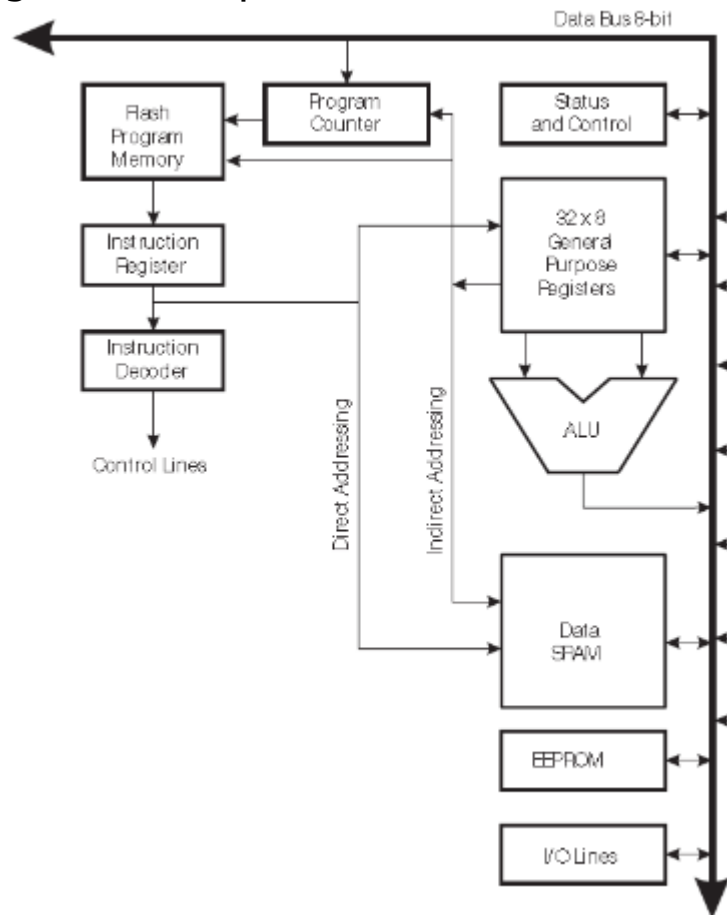 Data Bus 8-bit
Flash
Program
Memory
Program
Counter
Status
and Control
32 x 8
General
Purpose
Registers
Instruction
Register
Instruction
Decoder
Control Lines
Direct Addressing
Indirect Addressing
ALU
Data
SRAM
EEPROM
I/O Lines